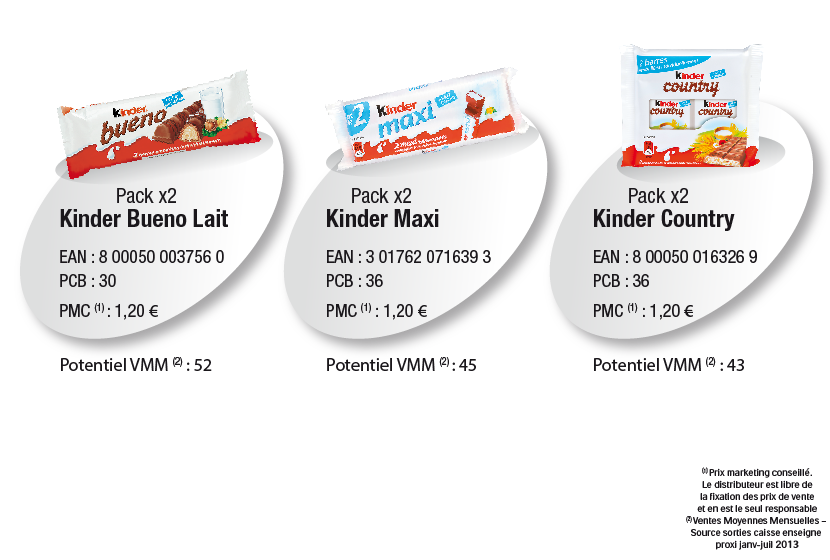 kinder
bueno
Pack x2
Kinder Bueno Lait
EAN : 8 00050 003756 0
PCB : 30
PMC (1) : 1,20 €
Potentiel VMM (2) : 52
2
kinder
maxi
2 maxi
Pack x2
Kinder Maxi
EAN : 3 01762 071639 3
PCB : 36
PMC (1) : 1,20 €
Potentiel VMM (2) : 45
2 barres
kinder
country
kinder
country
kinder
country
Pack x2
Kinder Country
EAN : 8 00050 016326 9
PCB : 36
PMC (1) : 1,20 €
Potentiel VMM (2) : 43
(1) Prix marketing conseillé.
Le distributeur est libre de
la fixation des prix de vente
et en est le seul responsable
(2) Ventes Moyennes Mensuelles –
Source sorties caisse enseigne
proxi janv-juil 2013